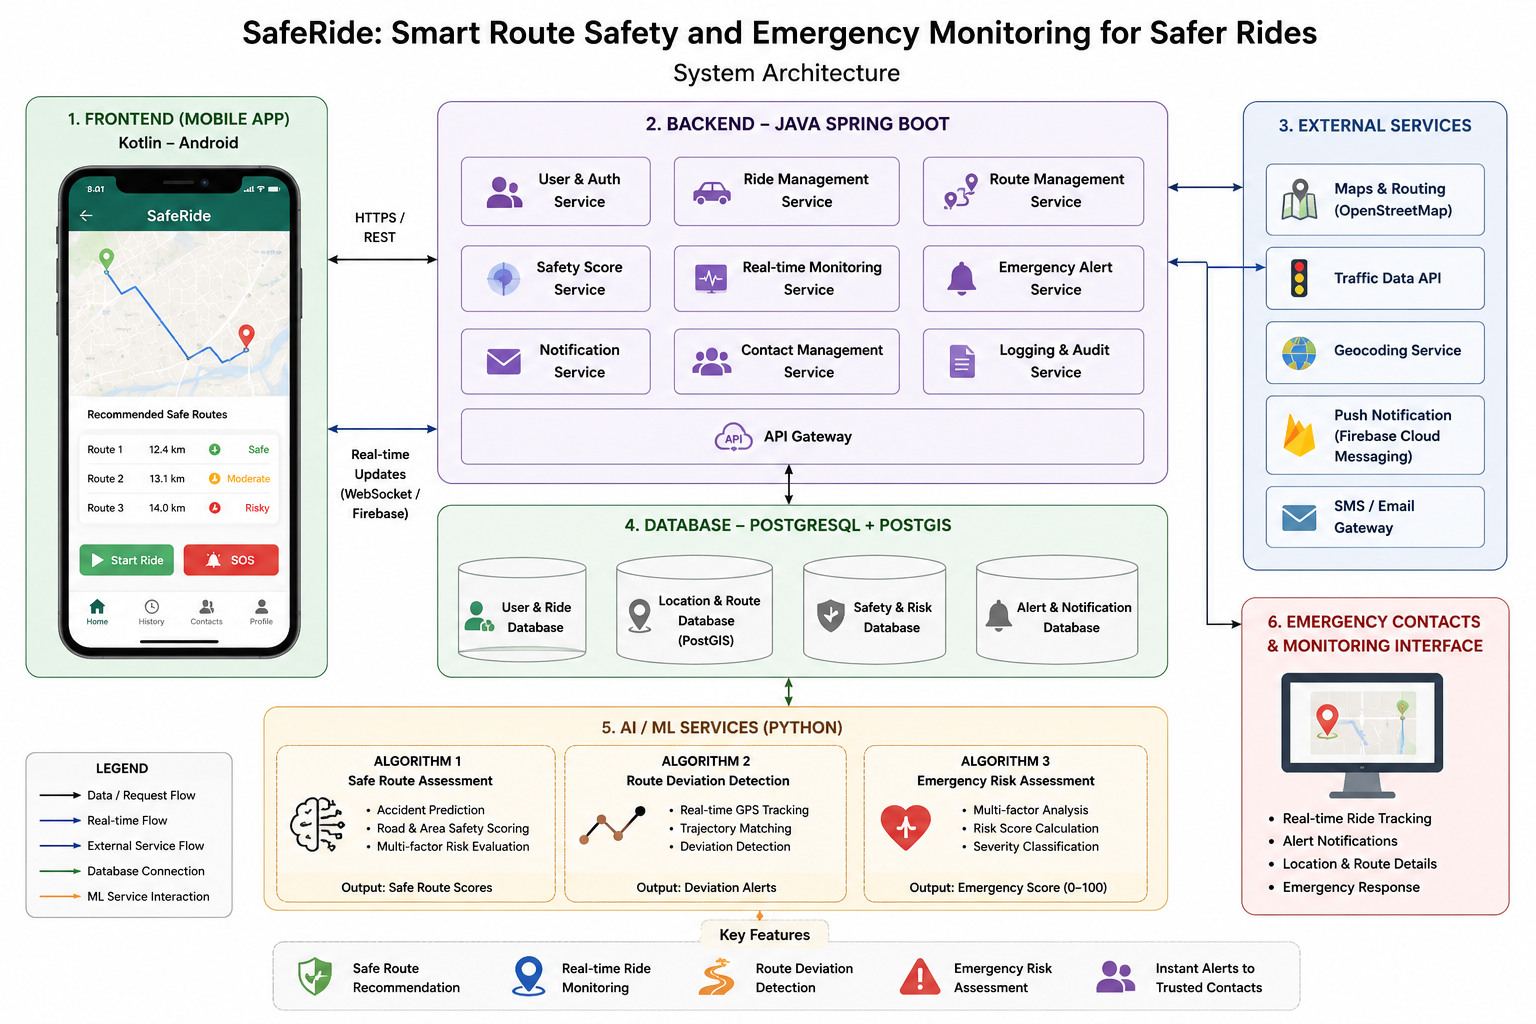 SafeRide: Smart Route Safety and Emergency Monitoring for Safer Rides
System Architecture
1. FRONTEND (MOBILE APP)
Kotlin – Android
8:01
SafeRide
Recommended Safe Routes
Route 1 12.4 km Safe
Route 2 13.1 km Moderate
Route 3 14.0 km Risky
Start Ride
SOS
Home
History
Contacts
Profile
HTTPS /
REST
Real-time
Updates
(WebSocket /
Firebase)
2. BACKEND – JAVA SPRING BOOT
User & Auth
Service
Ride Management
Service
Route Management
Service
Safety Score
Service
Real-time Monitoring
Service
Emergency Alert
Service
Notification
Service
Contact Management
Service
Logging & Audit
Service
API
API Gateway
3. EXTERNAL SERVICES
Maps & Routing
(OpenStreetMap)
Traffic Data API
Geocoding Service
Push Notification
(Firebase Cloud
Messaging)
SMS / Email
Gateway
4. DATABASE – POSTGRESQL + POSTGIS
User & Ride
Database
Location & Route
Database
(PostGIS)
Safety & Risk
Database
Alert & Notification
Database
5. AI / ML SERVICES (PYTHON)
ALGORITHM 1
Safe Route Assessment
• Accident Prediction
• Road & Area Safety Scoring
• Multi-factor Risk Evaluation
Output: Safe Route Scores
ALGORITHM 2
Route Deviation Detection
• Real-time GPS Tracking
• Trajectory Matching
• Deviation Detection
Output: Deviation Alerts
ALGORITHM 3
Emergency Risk Assessment
• Multi-factor Analysis
• Risk Score Calculation
• Severity Classification
Output: Emergency Score (0–100)
6. EMERGENCY CONTACTS
& MONITORING INTERFACE
• Real-time Ride Tracking
• Alert Notifications
• Location & Route Details
• Emergency Response
LEGEND
Data / Request Flow
Real-time Flow
External Service Flow
Database Connection
ML Service Interaction
Key Features
Safe Route
Recommendation
Real-time Ride
Monitoring
Route Deviation
Detection
Emergency Risk
Assessment
Instant Alerts to
Trusted Contacts